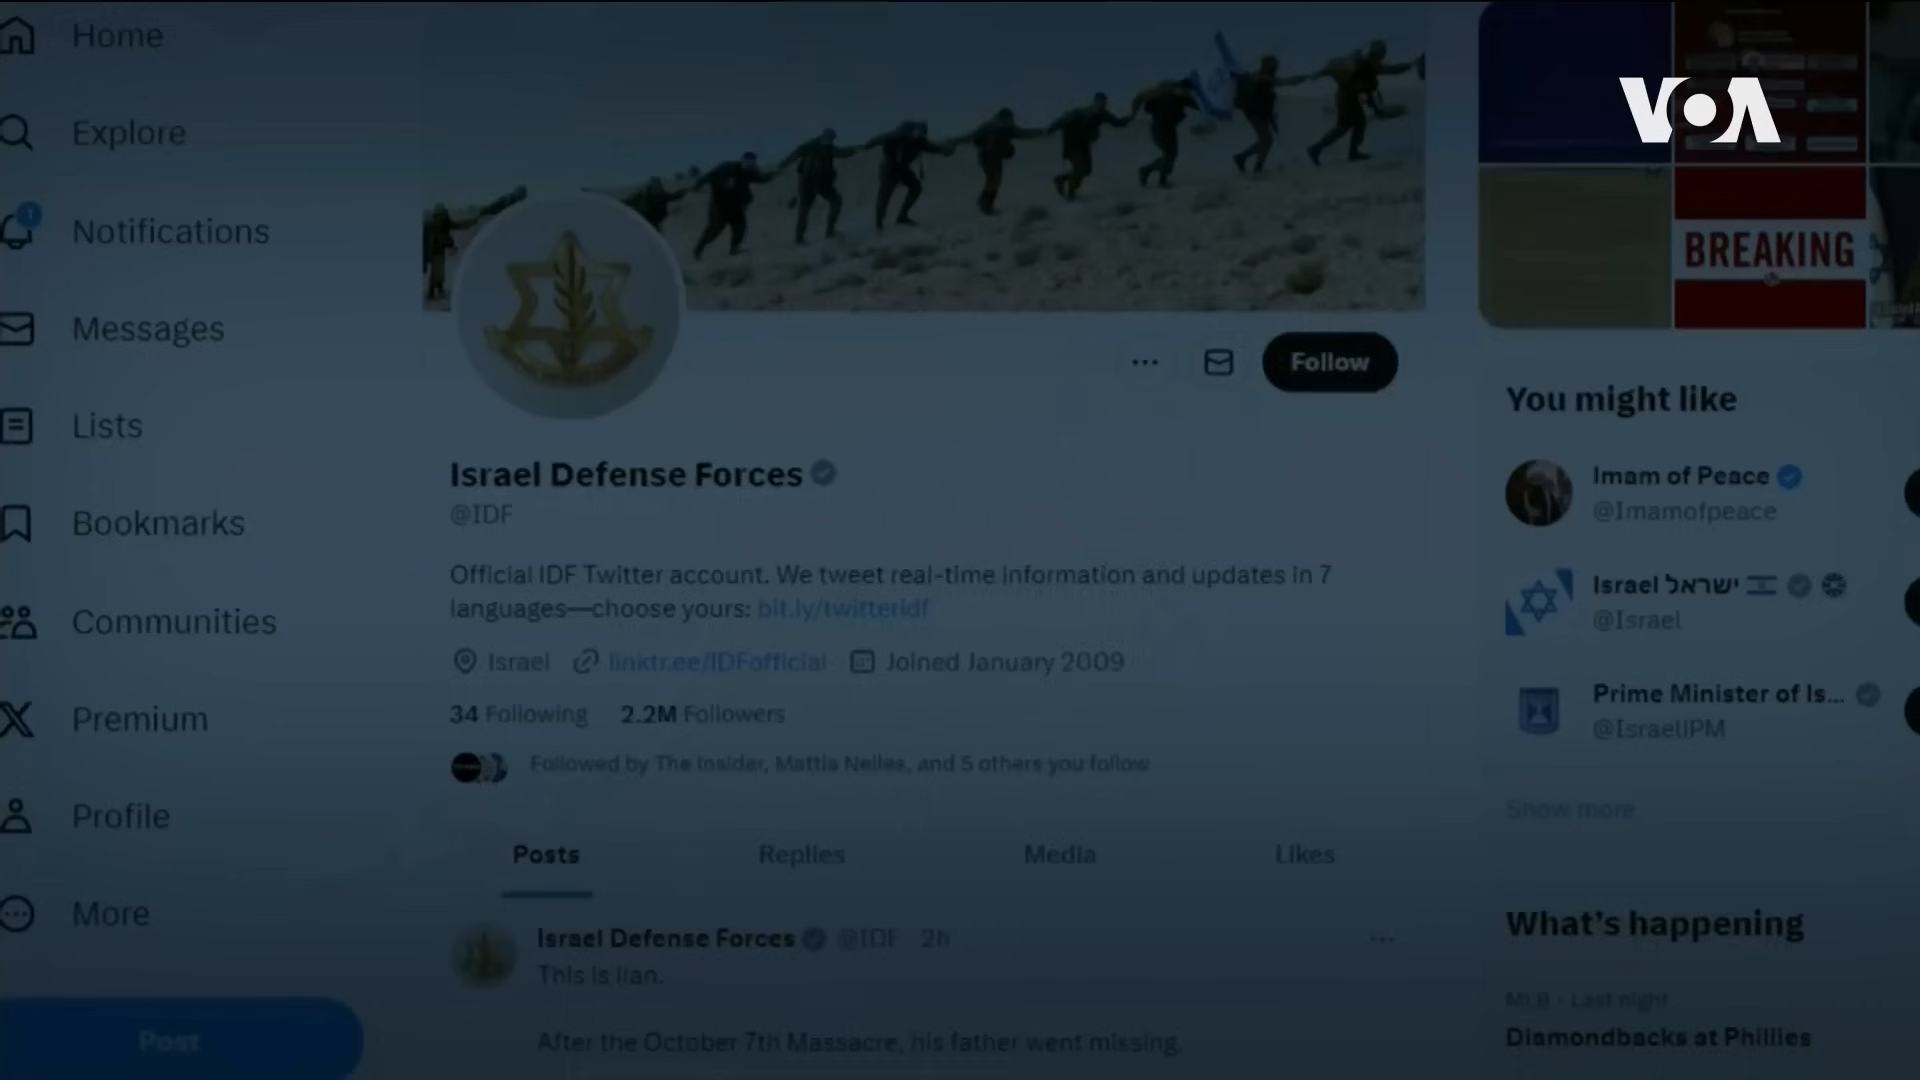 Home
Explore
Notifications
Messages
Lists
Bookmarks
Communities
Premium
Profile
More
Post
Follow
Israel Defense Forces
@IDF
Official IDF Twitter account. We tweet real-time information and updates in 7
languages—choose yours: bit.ly/twitteridf
Israel linktr.ee/IDFofficial Joined January 2009
34 Following 2.2M Followers
Followed by The Insider, Mattia Nelles, and 5 others you follow
Posts Replies Media Likes
Israel Defense Forces @IDF · 2h
This is Ilan.
After the October 7th Massacre, his father went missing.
VOA
BREAKING
You might like
Imam of Peace
@Imamofpeace
Israel ישראל
@Israel
Prime Minister of Is...
@IsraeliPM
Show more
What's happening
MLB · Last night
Diamondbacks at Phillies